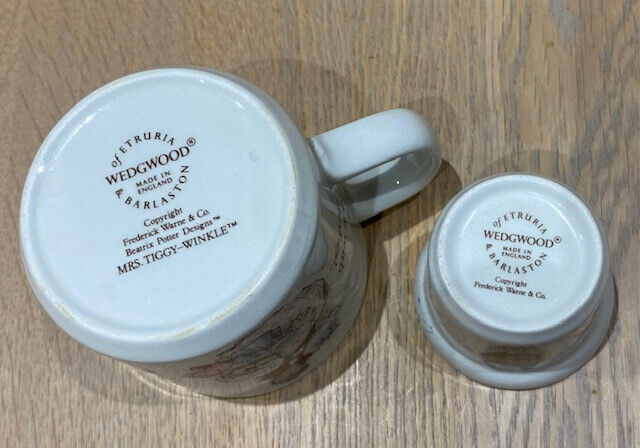 of ETRURIA
WEDGWOOD®
MADE IN
ENGLAND
& BARLASTON
Copyright
Frederick Warne & Co.
Beatrix Potter Designs™
MRS. TIGGY-WINKLE™
of ETRURIA
WEDGWOOD®
MADE IN
ENGLAND
& BARLASTON
Copyright
Frederick Warne & Co.